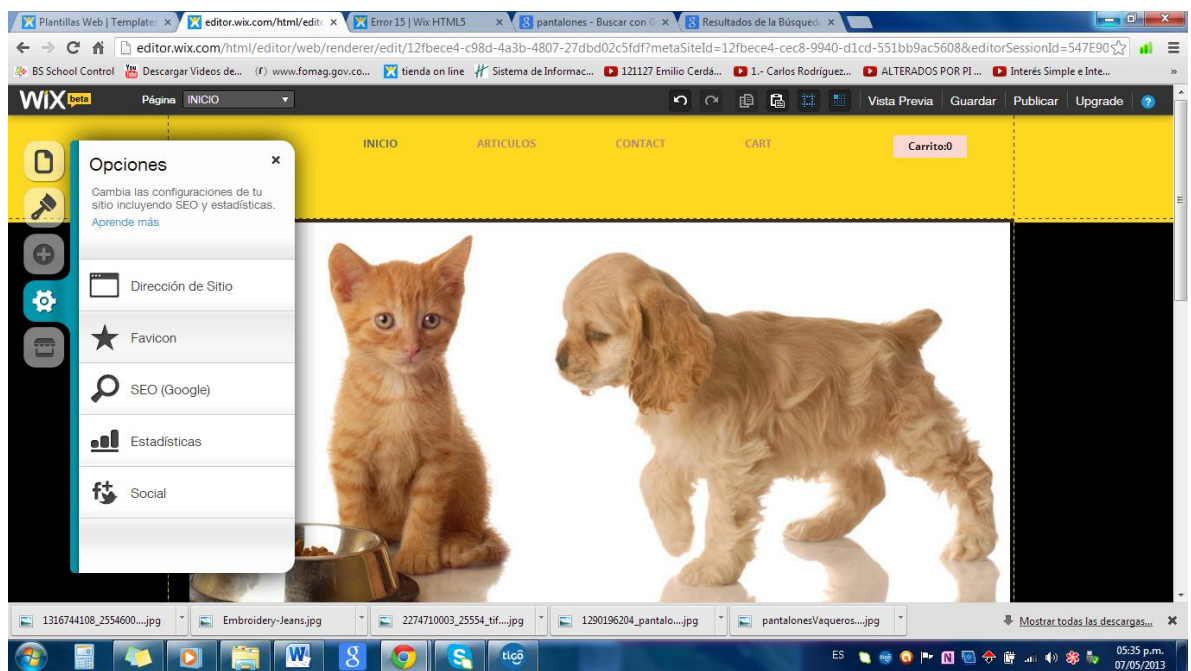 Plantillas Web | Template
editor.wix.com/html/edit
Error 15 | Wix HTML5
pantalones - Buscar con G
Resultados de la Búsqued
editor.wix.com/html/editor/web/renderer/edit/12fbece4-c98d-4a3b-4807-27dbd02c5fdf?metaSiteId=12fbece4-cec8-9940-d1cd-551bb9ac5608&editorSessionId=547E90
BS School Control
Descargar Videos de...
www.fomag.gov.co...
tienda on line
Sistema de Informac...
121127 Emilio Cerdá...
1.- Carlos Rodríguez...
ALTERADOS POR PI ...
Interés Simple e Inte...
»
WiX beta
Página INICIO
Vista Previa
Guardar
Publicar
Upgrade
?
INICIO
ARTICULOS
CONTACT
CART
Carrito:0
Opciones
Cambia las configuraciones de tu
sitio incluyendo SEO y estadísticas.
Aprende más
Dirección de Sitio
Favicon
SEO (Google)
Estadísticas
Social
1316744108_2554600....jpg
Embroidery-Jeans.jpg
2274710003_25554_tif....jpg
1290196204_pantalo....jpg
pantalonesVaqueros....jpg
Mostrar todas las descargas...
tigo
ES
05:35 p.m.
07/05/2013